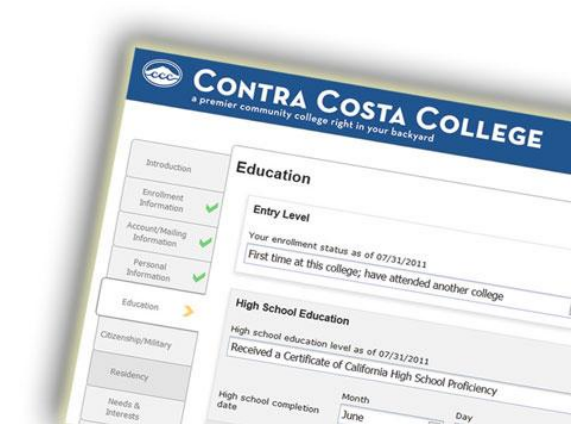 CCC
CONTRA COSTA COLLEGE
a premier community college right in your backyard
Introduction
Enrollment
Information
Account/Mailing
Information
Personal
Information
Education
Citizenship/Military
Residency
Needs &
Interests
Education
Entry Level
Your enrollment status as of 07/31/2011
First time at this college; have attended another college
High School Education
High school education level as of 07/31/2011
Received a Certificate of California High School Proficiency
High school completion
date
Month
Day
June